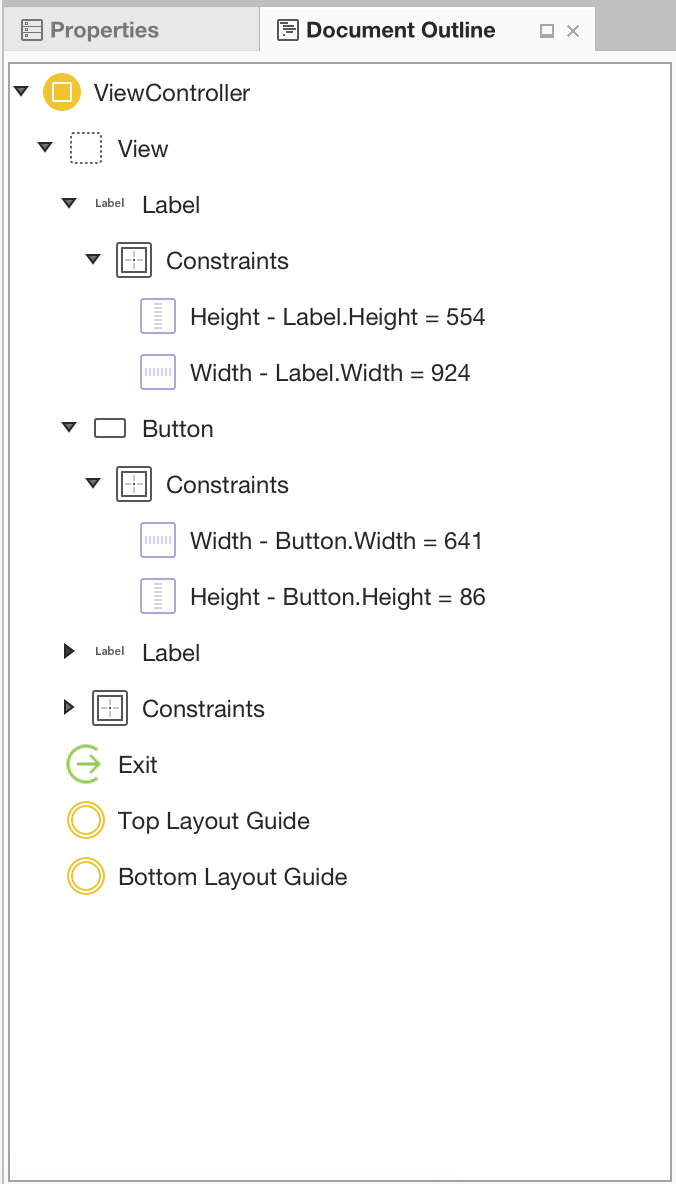 Properties
Document Outline
ViewController
View
Label Label
Constraints
Height - Label.Height = 554
Width - Label.Width = 924
Button
Constraints
Width - Button.Width = 641
Height - Button.Height = 86
Label Label
Constraints
Exit
Top Layout Guide
Bottom Layout Guide